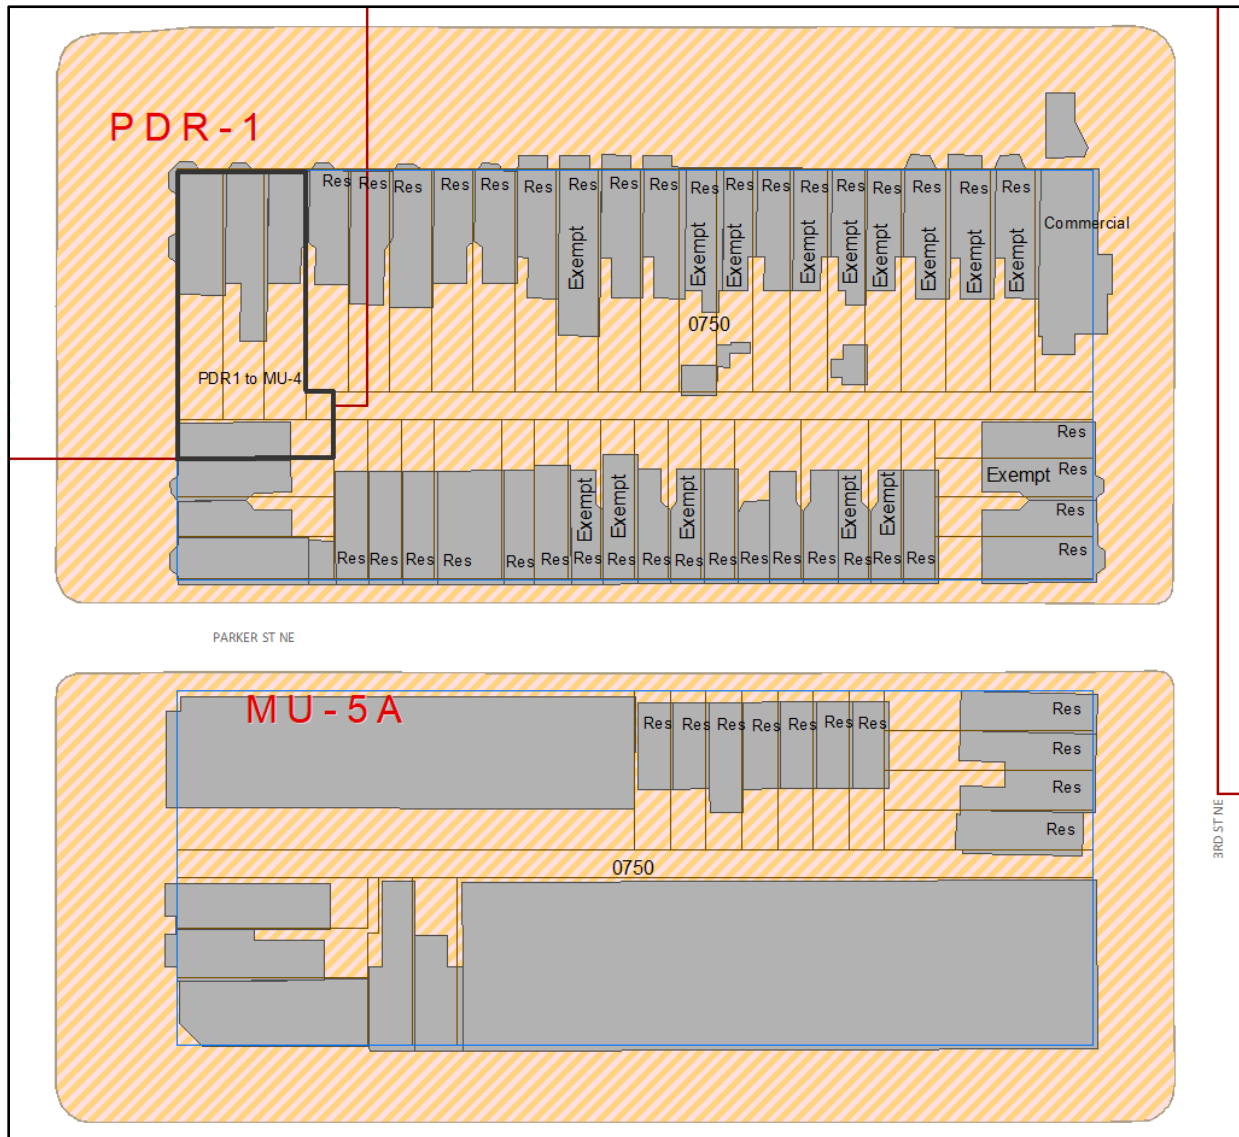 PDR-1
Res Res Res Res Res Res Res Res Res Res Res Res Res Res Res Res Res Res Res
Commercial
Exempt Exempt Exempt Exempt Exempt Exempt Exempt Exempt Exempt
0750
PDR1 to MU-4
Res
Exempt Res
Res
Res
Exempt Exempt Exempt Exempt Exempt
Res Res Res Res Res Res Res Res Res Res Res Res Res Res Res Res
PARKER ST NE
MU-5A
Res Res Res Res Res Res Res
Res
Res
Res
Res
3RD ST NE
0750